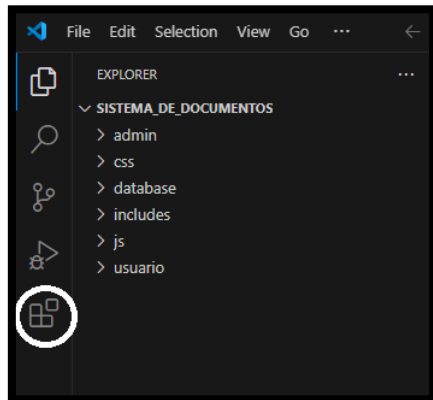 File Edit Selection View Go ...
EXPLORER ...
SISTEMA_DE_DOCUMENTOS
admin
css
database
includes
js
usuario